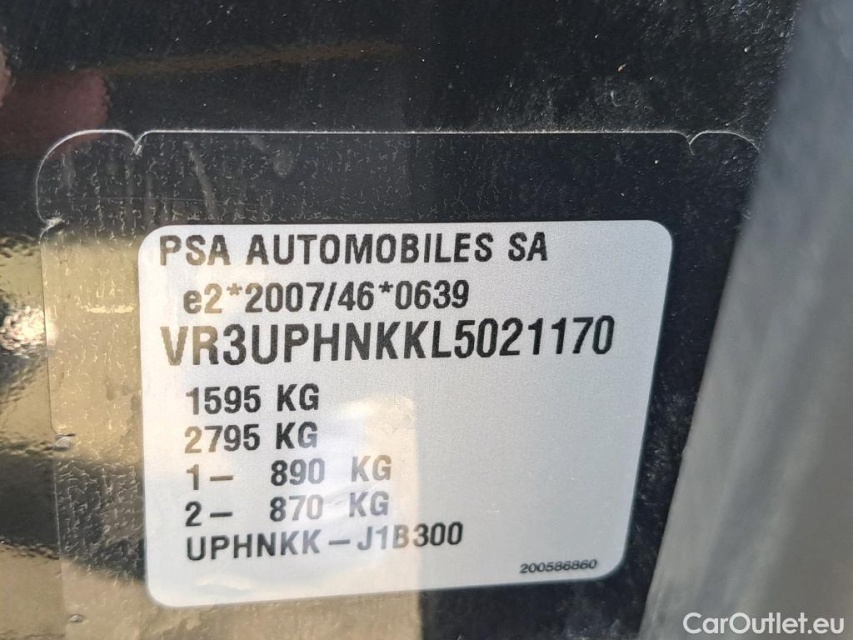 PSA AUTOMOBILES SA
e2*2007/46*0639
VR3UPHNKKL5021170
1595 KG
2795 KG
1- 890 KG
2- 870 KG
UPHNKK-J1B300
200586860
CarOutlet.eu